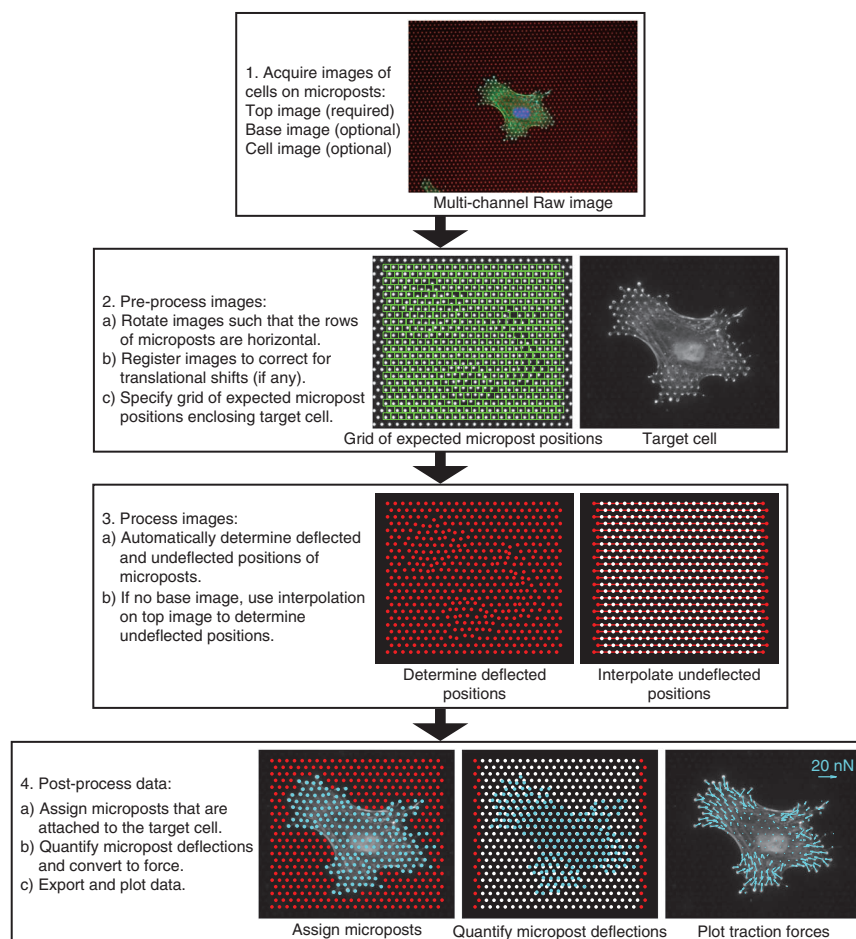 1. Acquire images of
cells on microposts:
Top image (required)
Base image (optional)
Cell image (optional)
Multi-channel Raw image
2. Pre-process images:
a) Rotate images such that the rows
of microposts are horizontal.
b) Register images to correct for
translational shifts (if any).
c) Specify grid of expected micropost
positions enclosing target cell.
Grid of expected micropost positions
Target cell
3. Process images:
a) Automatically determine deflected
and undeflected positions of
microposts.
b) If no base image, use interpolation
on top image to determine
undeflected positions.
Determine deflected
positions
Interpolate undeflected
positions
4. Post-process data:
a) Assign microposts that are
attached to the target cell.
b) Quantify micropost deflections
and convert to force.
c) Export and plot data.
Assign microposts
Quantify micropost deflections
20 nN
Plot traction forces